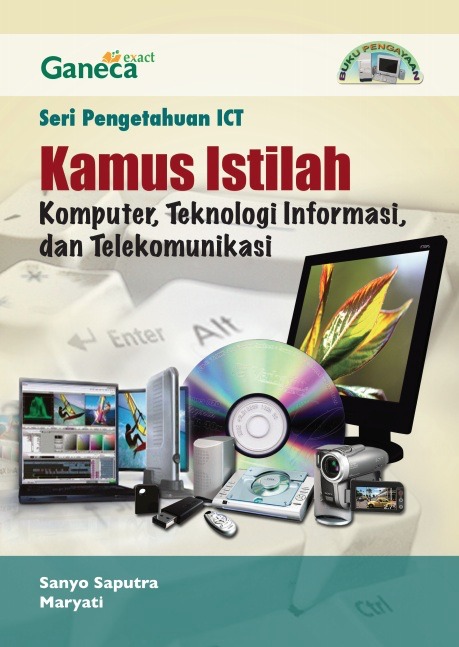 Ganeca exact
BUKU PENGAYAAN
Seri Pengetahuan ICT
Kamus Istilah
Komputer, Teknologi Informasi,
dan Telekomunikasi
Enter
Alt
Sanyo Saputra
Maryati
Ctrl